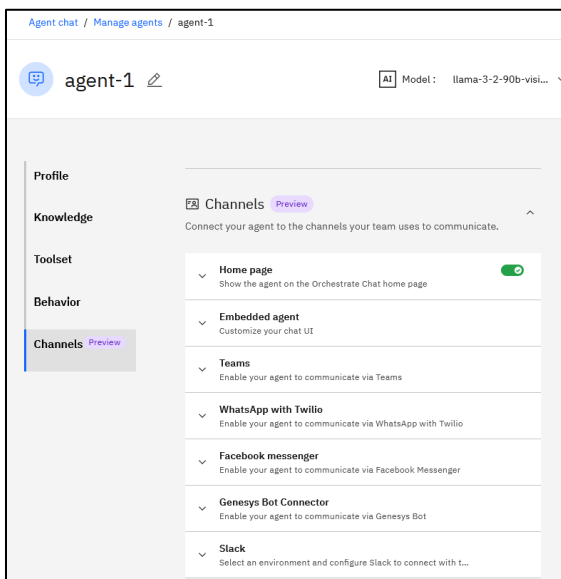 Agent chat / Manage agents / agent-1
agent-1
AI Model : llama-3-2-90b-visi...
Profile
Knowledge
Toolset
Behavior
Channels Preview
Channels Preview
Connect your agent to the channels your team uses to communicate.
Home page
Show the agent on the Orchestrate Chat home page
Embedded agent
Customize your chat UI
Teams
Enable your agent to communicate via Teams
WhatsApp with Twilio
Enable your agent to communicate via WhatsApp with Twilio
Facebook messenger
Enable your agent to communicate via Facebook Messenger
Genesys Bot Connector
Enable your agent to communicate via Genesys Bot
Slack
Select an environment and configure Slack to connect with t...